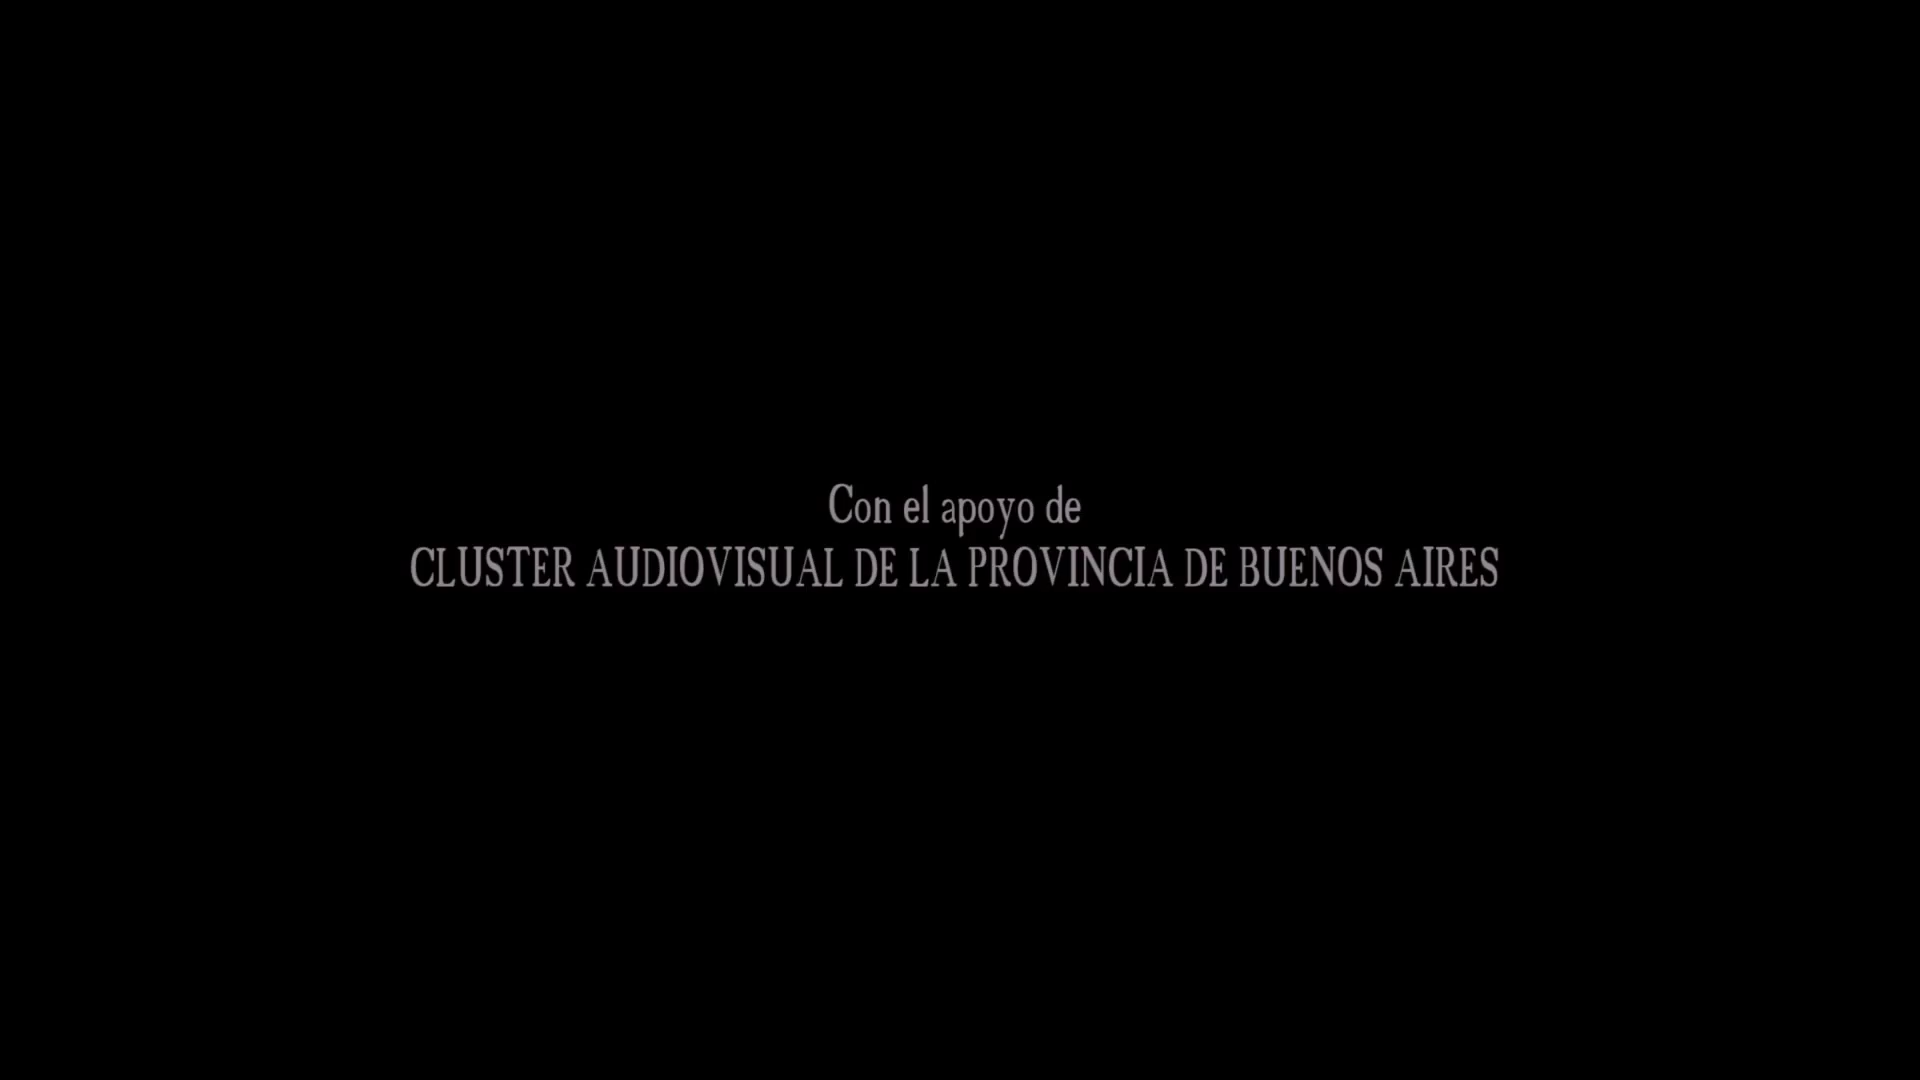 Con el apoyo de
CLUSTER AUDIOVISUAL DE LA PROVINCIA DE BUENOS AIRES